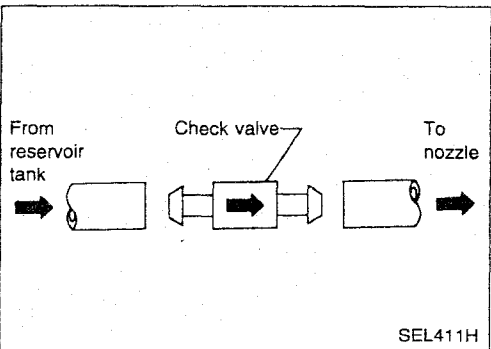 From
reservoir
tank
Check valve
To
nozzle
SEL411H